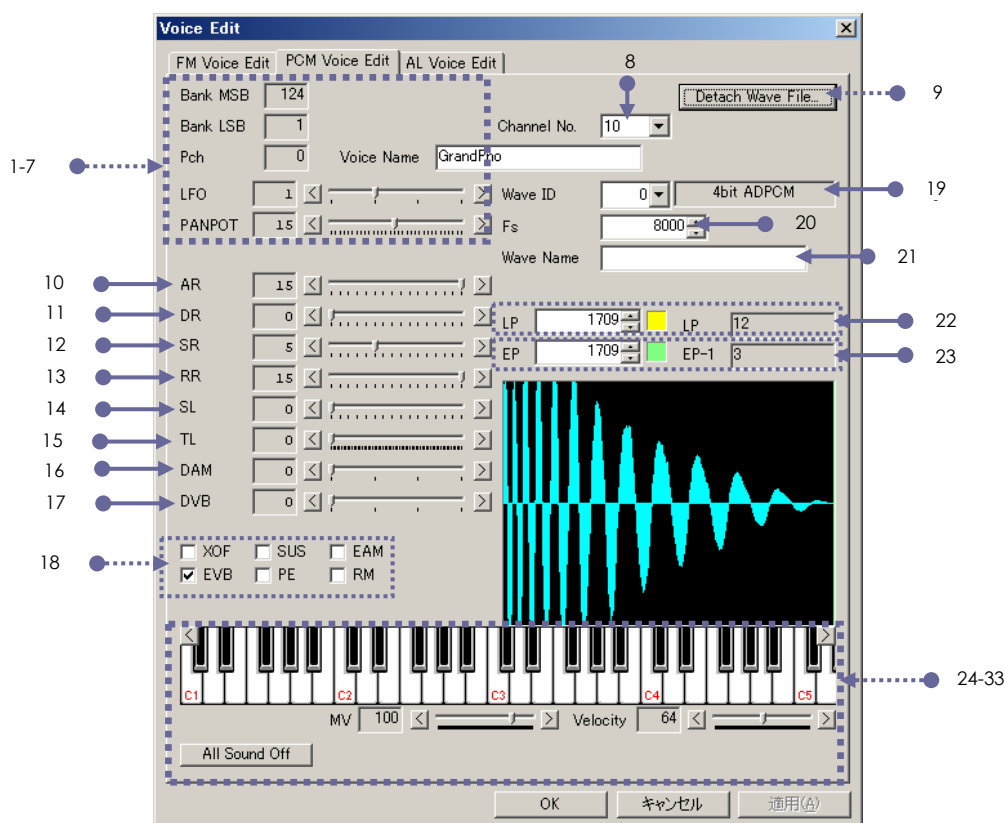 Voice Edit
FM Voice Edit PCM Voice Edit AL Voice Edit
8
Bank MSB 124
Detach Wave File... 9
Bank LSB 1
Channel No. 10
1-7
Pch 0 Voice Name GrandPno
LFO 1
Wave ID 0 4bit ADPCM 19
PANPOT 15
Fs 8000 20
Wave Name 21
10 AR 15
11 DR 0
LP 1709 LP 12 22
12 SR 5
EP 1709 EP-1 3 23
13 RR 15
14 SL 0
15 TL 0
16 DAM 0
17 DVB 0
18
XOF SUS EAM
EVB PE RM
C1 C2 C3 C4 C5
24-33
MV 100 Velocity 64
All Sound Off
OK キャンセル 適用(A)